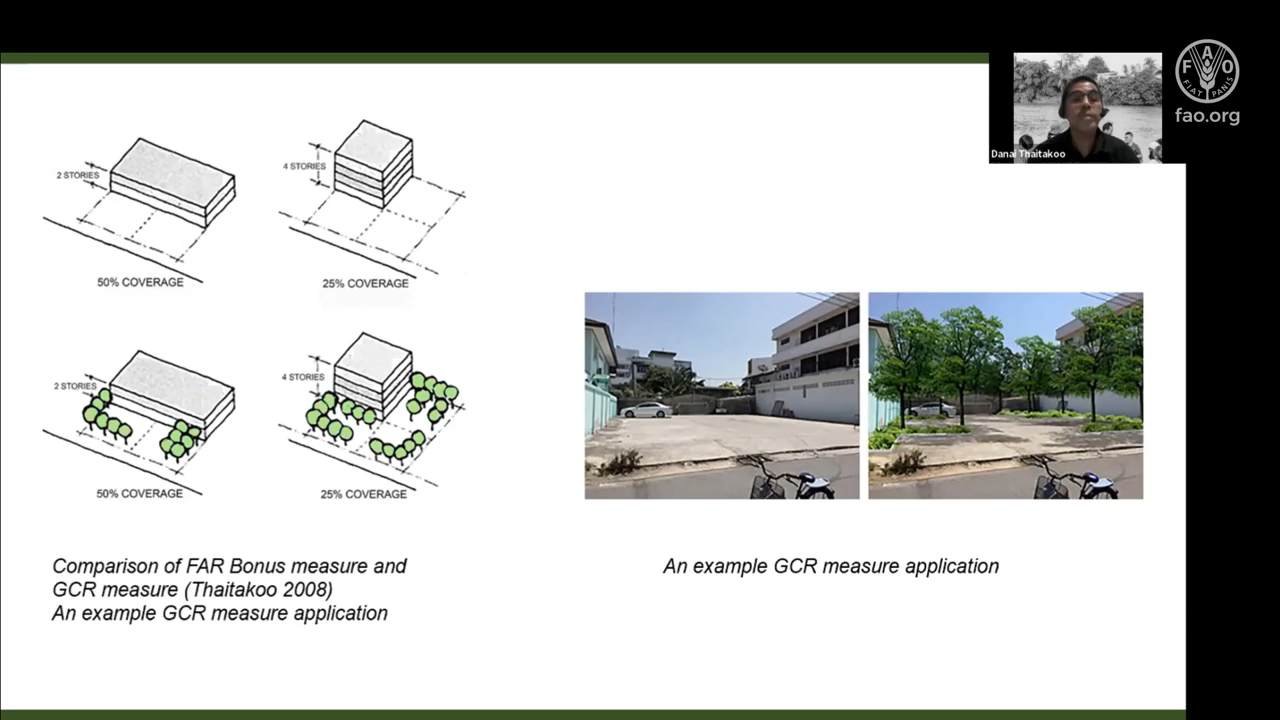 2 STORIES
50% COVERAGE
4 STORIES
25% COVERAGE
2 STORIES
50% COVERAGE
4 STORIES
25% COVERAGE
Comparison of FAR Bonus measure and
GCR measure (Thaitakoo 2008)
An example GCR measure application
An example GCR measure application
Danai Thaitakoo
FAO
FIAT PANIS
fao.org